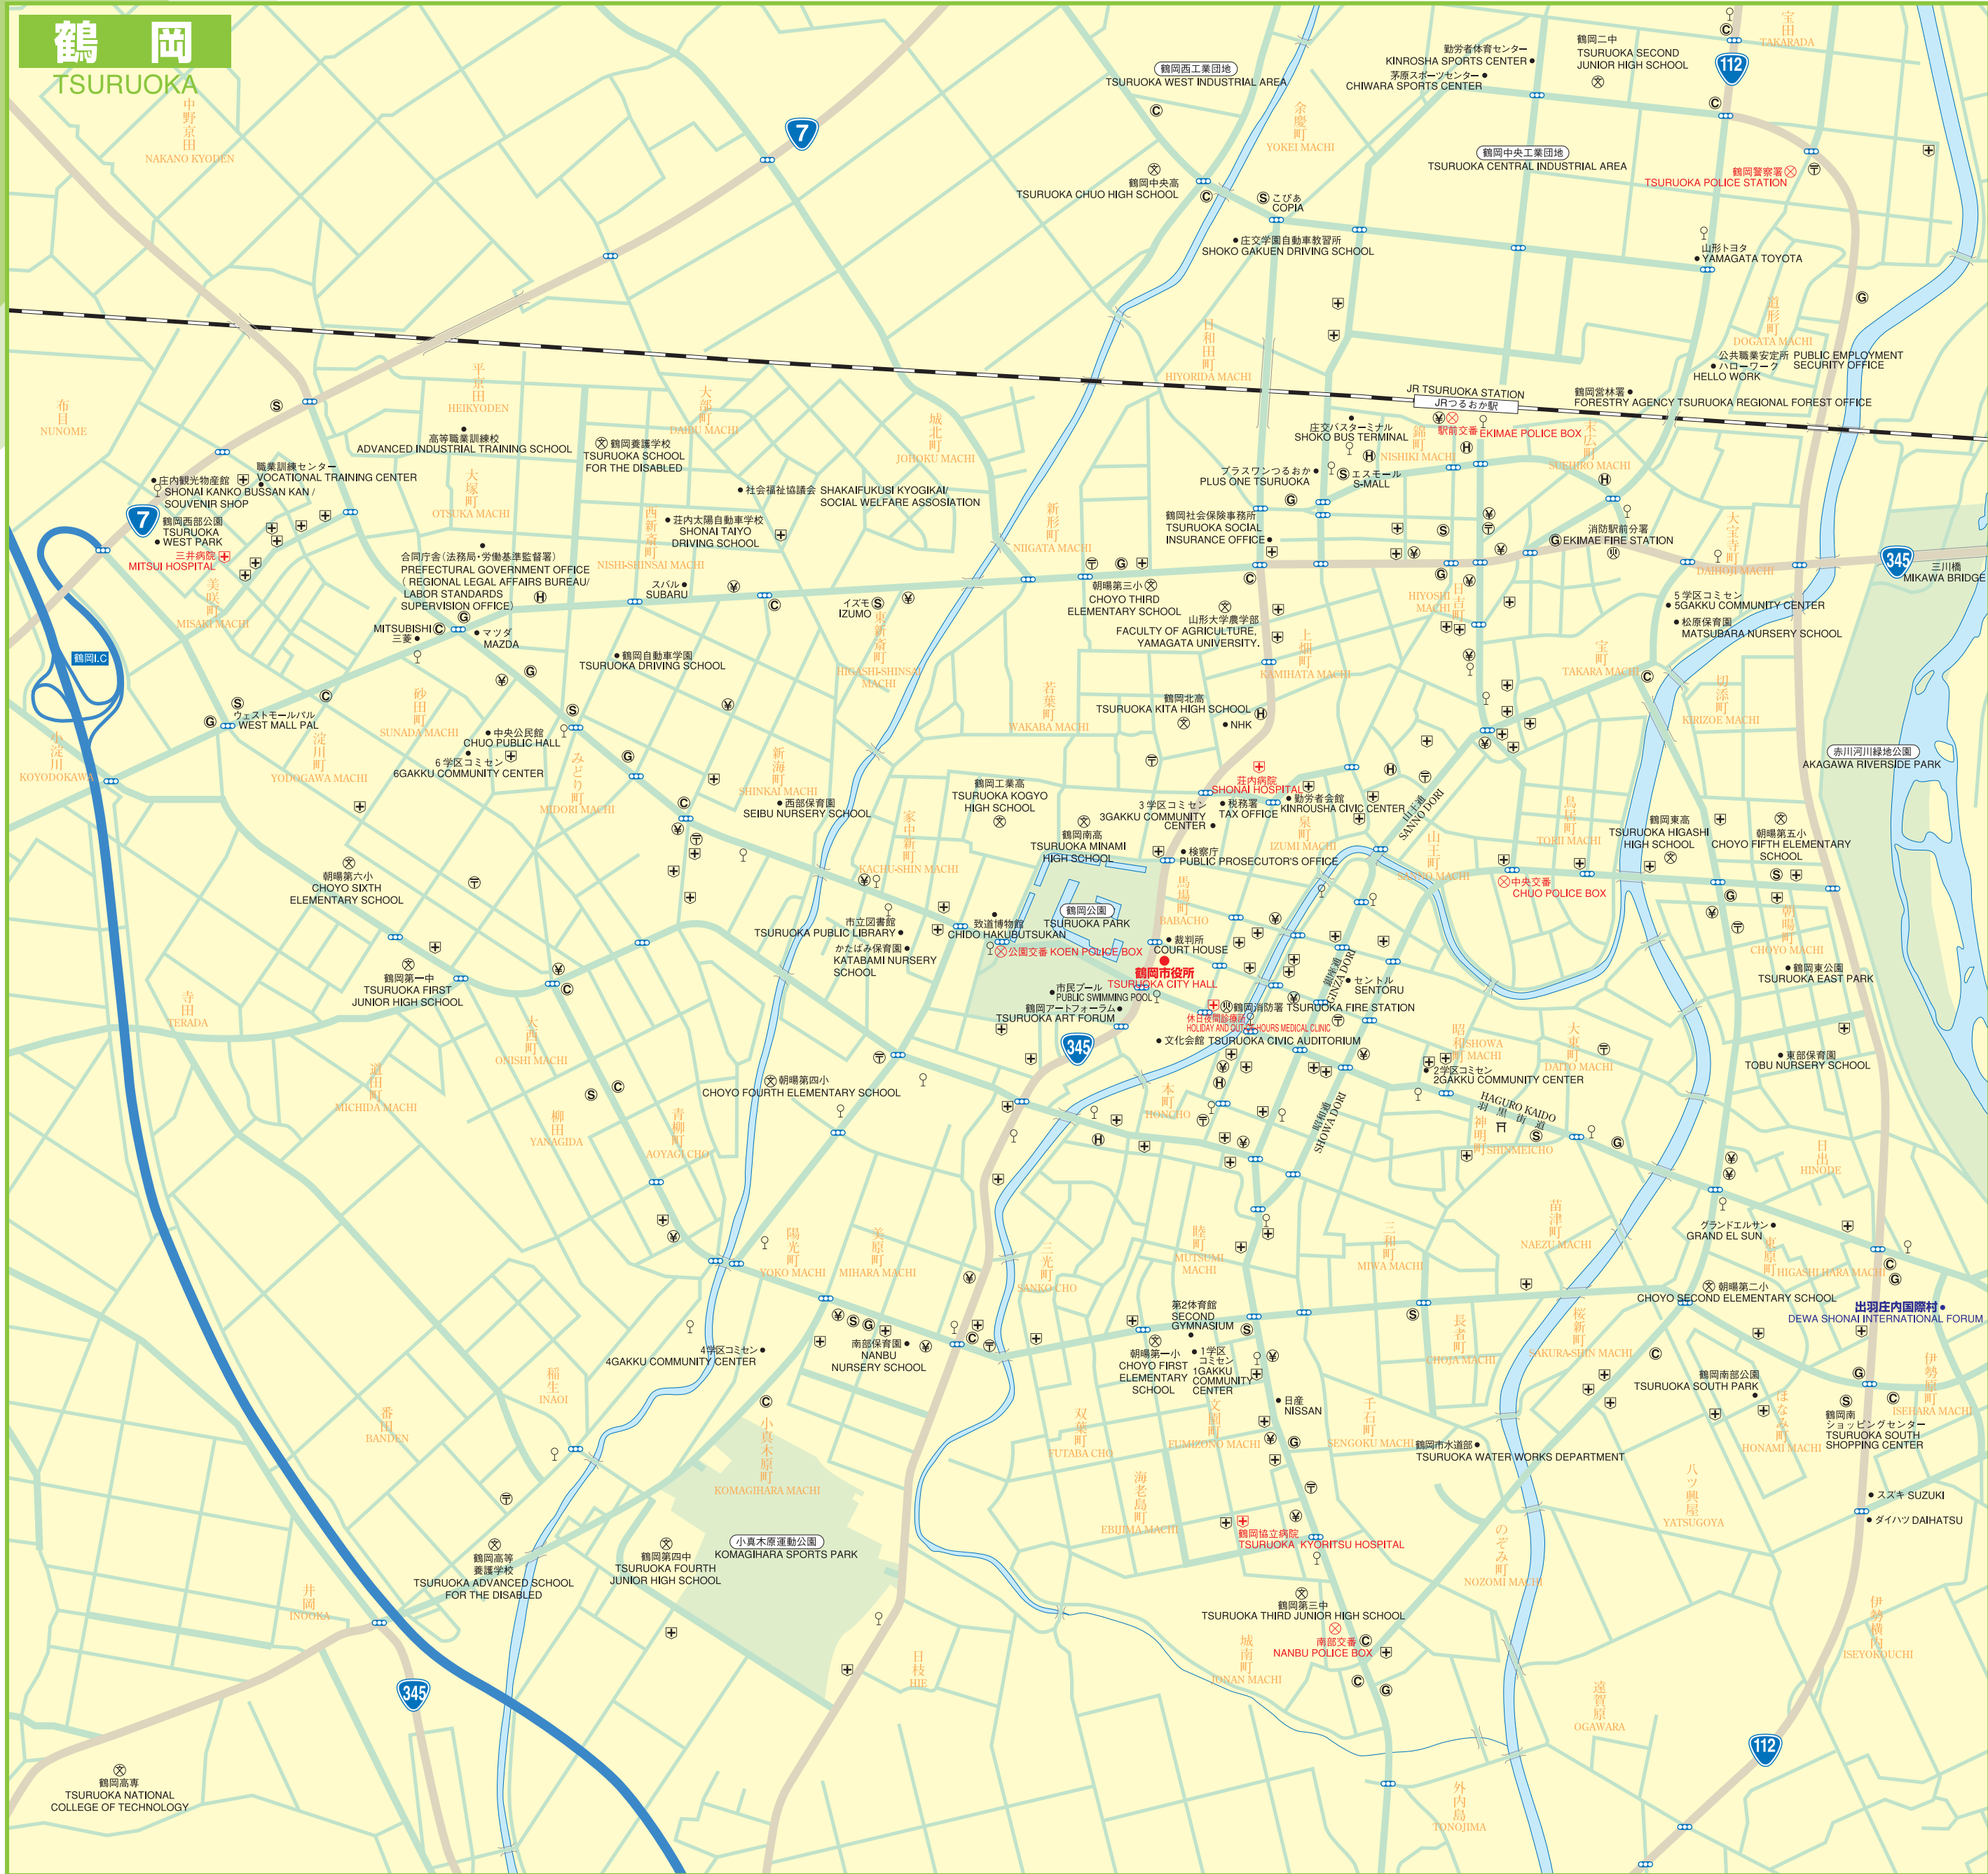 鶴 岡
TSURUOKA
中野京田
NAKANO KYODEN
7
鶴岡西工業団地
TSURUOKA WEST INDUSTRIAL AREA
余慶町
YOKEI MACHI
勤労者体育センター
KINROSHA SPORTS CENTER
茅原スポーツセンター
CHIWARA SPORTS CENTER
鶴岡二中
TSURUOKA SECOND
JUNIOR HIGH SCHOOL
宝田
TAKARADA
112
鶴岡中央工業団地
TSURUOKA CENTRAL INDUSTRIAL AREA
鶴岡警察署
TSURUOKA POLICE STATION
鶴岡中央高
TSURUOKA CHUO HIGH SCHOOL
こぴあ
COPIA
庄交学園自動車教習所
SHOKO GAKUEN DRIVING SCHOOL
山形トヨタ
YAMAGATA TOYOTA
道形町
DOGATA MACHI
日和田町
HIYORIDA MACHI
公共職業安定所 PUBLIC EMPLOYMENT
ハローワーク SECURITY OFFICE
HELLO WORK
JR TSURUOKA STATION
JRつるおか駅
鶴岡営林署
FORESTRY AGENCY TSURUOKA REGIONAL FOREST OFFICE
布目
NUNOME
平京田
HEIKYODEN
大部町
DAIBU MACHI
城北町
JOHOKU MACHI
高等職業訓練校
ADVANCED INDUSTRIAL TRAINING SCHOOL
鶴岡養護学校
TSURUOKA SCHOOL
FOR THE DISABLED
庄交バスターミナル
SHOKO BUS TERMINAL
錦町
NISHIKI MACHI
駅前交番 EKIMAE POLICE BOX
末広町
SUEHIRO MACHI
職業訓練センター
VOCATIONAL TRAINING CENTER
庄内観光物産館
SHONAI KANKO BUSSAN KAN /
SOUVENIR SHOP
大塚町
OTSUKA MACHI
社会福祉協議会 SHAKAIFUKUSI KYOGIKAI/
SOCIAL WELFARE ASSOSIATION
プラスワンつるおか
PLUS ONE TSURUOKA
エスモール
S-MALL
7
鶴岡西部公園
TSURUOKA
WEST PARK
三井病院
MITSUI HOSPITAL
西新斎町
NISHI-SHINSAI MACHI
荘内太陽自動車学校
SHONAI TAIYO
DRIVING SCHOOL
新形町
NIIGATA MACHI
鶴岡社会保険事務所
TSURUOKA SOCIAL
INSURANCE OFFICE
消防駅前分署
EKIMAE FIRE STATION
大宝寺町
DAIHOJI MACHI
345
三川橋
MIKAWA BRIDGE
合同庁舎(法務局・労働基準監督署)
PREFECTURAL GOVERNMENT OFFICE
( REGIONAL LEGAL AFFAIRS BUREAU/
LABOR STANDARDS
SUPERVISION OFFICE)
美咲町
MISAKI MACHI
スバル
SUBARU
イズモ
IZUMO
東新斎町
HIGASHI-SHINSAI
MACHI
朝暘第三小
CHOYO THIRD
ELEMENTARY SCHOOL
山形大学農学部
FACULTY OF AGRICULTURE,
YAMAGATA UNIVERSITY.
上畑町
KAMIHATA MACHI
日吉町
HIYOSHI
MACHI
5学区コミセン
5GAKKU COMMUNITY CENTER
松原保育園
MATSUBARA NURSERY SCHOOL
宝町
TAKARA MACHI
MITSUBISHI
三菱
マツダ
MAZDA
鶴岡I.C
鶴岡自動車学園
TSURUOKA DRIVING SCHOOL
砂田町
SUNADA MACHI
若葉町
WAKABA MACHI
鶴岡北高
TSURUOKA KITA HIGH SCHOOL
NHK
切添町
KIRIZOE MACHI
小淀川
KOYODOKAWA
ウェストモールパル
WEST MALL PAL
淀川町
YODOGAWA MACHI
中央公民館
CHUO PUBLIC HALL
6学区コミセン
6GAKKU COMMUNITY CENTER
みどり町
MIDORI MACHI
新海町
SHINKAI MACHI
西部保育園
SEIBU NURSERY SCHOOL
家中新町
KACHU-SHIN MACHI
鶴岡工業高
TSURUOKA KOGYO
HIGH SCHOOL
鶴岡南高
TSURUOKA MINAMI
HIGH SCHOOL
荘内病院
SHONAI HOSPITAL
3学区コミセン
3GAKKU COMMUNITY
CENTER
税務署
TAX OFFICE
勤労者会館
KINROUSHA CIVIC CENTER
泉町
IZUMI MACHI
山王通
SANNO DORI
山王町
SANNO MACHI
鳥居町
TORII MACHI
鶴岡東高
TSURUOKA HIGASHI
HIGH SCHOOL
朝暘第五小
CHOYO FIFTH ELEMENTARY
SCHOOL
赤川河川緑地公園
AKAGAWA RIVERSIDE PARK
検察庁
PUBLIC PROSECUTOR'S OFFICE
中央交番
CHUO POLICE BOX
朝暘第六小
CHOYO SIXTH
ELEMENTARY SCHOOL
市立図書館
TSURUOKA PUBLIC LIBRARY
かたばみ保育園
KATABAMI NURSERY
SCHOOL
致道博物館
CHIDO HAKUBUTSUKAN
鶴岡公園
TSURUOKA PARK
公園交番 KOEN POLICE BOX
馬場町
BABACHO
裁判所
COURT HOUSE
鶴岡市役所
TSURUOKA CITY HALL
銀座通
GINZA DORI
セントル
SENTORU
朝暘町
CHOYO MACHI
鶴岡東公園
TSURUOKA EAST PARK
鶴岡第一中
TSURUOKA FIRST
JUNIOR HIGH SCHOOL
寺田
TERADA
大西町
ONISHI MACHI
市民プール
PUBLIC SWIMMING POOL
鶴岡アートフォーラム
TSURUOKA ART FORUM
345
鶴岡消防署 TSURUOKA FIRE STATION
休日夜間診療所
HOLIDAY AND OUT-OF-HOURS MEDICAL CLINIC
文化会館 TSURUOKA CIVIC AUDITORIUM
昭和町
SHOWA
MACHI
大東町
DAITO MACHI
東部保育園
TOBU NURSERY SCHOOL
道田町
MICHIDA MACHI
朝暘第四小
CHOYO FOURTH ELEMENTARY SCHOOL
2学区コミセン
2GAKKU COMMUNITY CENTER
本町
HONCHO
昭和通
SHOWA DORI
HAGURO KAIDO
羽黒街道
神明町
SHINMEICHO
柳田
YANAGIDA
青柳町
AOYAGI CHO
日出
HINODE
陽光町
YOKO MACHI
美原町
MIHARA MACHI
三光町
SANKO CHO
睦町
MUTSUMI
MACHI
三和町
MIWA MACHI
苗津町
NAEZU MACHI
グランドエルサン
GRAND EL SUN
東原町
HIGASHI HARA MACHI
朝暘第二小
CHOYO SECOND ELEMENTARY SCHOOL
出羽庄内国際村
DEWA SHONAI INTERNATIONAL FORUM
第2体育館
SECOND
GYMNASIUM
長者町
CHOJA MACHI
桜新町
SAKURA-SHIN MACHI
4学区コミセン
4GAKKU COMMUNITY CENTER
南部保育園
NANBU
NURSERY SCHOOL
朝暘第一小
CHOYO FIRST
ELEMENTARY
SCHOOL
1学区
コミセン
1GAKKU
COMMUNITY
CENTER
日産
NISSAN
鶴岡南部公園
TSURUOKA SOUTH PARK
伊勢原町
ISEHARA MACHI
稲生
INAOI
番田
BANDEN
小真木原町
KOMAGIHARA MACHI
双葉町
FUTABA CHO
文園町
FUMIZONO MACHI
千石町
SENGOKU MACHI
鶴岡市水道部
TSURUOKA WATER WORKS DEPARTMENT
ほなみ町
HONAMI MACHI
鶴岡南
ショッピングセンター
TSURUOKA SOUTH
SHOPPING CENTER
海老島町
EBIJIMA MACHI
八ツ興屋
YATSUGOYA
スズキ SUZUKI
ダイハツ DAIHATSU
鶴岡協立病院
TSURUOKA KYORITSU HOSPITAL
のぞみ町
NOZOMI MACHI
鶴岡高等
養護学校
TSURUOKA ADVANCED SCHOOL
FOR THE DISABLED
鶴岡第四中
TSURUOKA FOURTH
JUNIOR HIGH SCHOOL
小真木原運動公園
KOMAGIHARA SPORTS PARK
井岡
INOOKA
鶴岡第三中
TSURUOKA THIRD JUNIOR HIGH SCHOOL
南部交番
NANBU POLICE BOX
伊勢横内
ISEYOKOUCHI
日枝
HIE
城南町
JONAN MACHI
345
遠賀原
OGAWARA
112
鶴岡高専
TSURUOKA NATIONAL
COLLEGE OF TECHNOLOGY
外内島
TONOJIMA